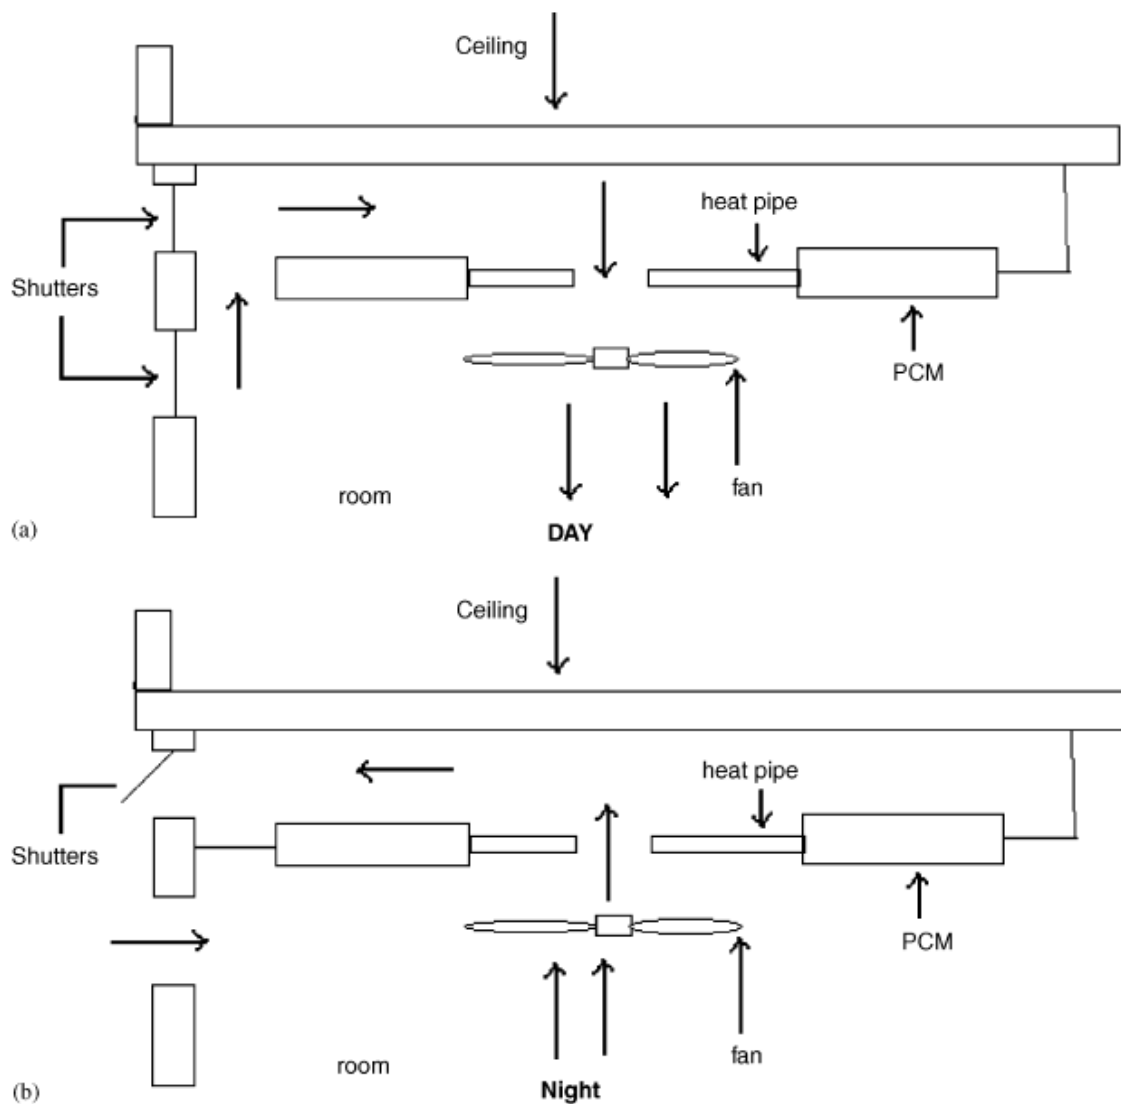 Ceiling
heat pipe
Shutters
PCM
fan
room
(a)
DAY
Ceiling
heat pipe
Shutters
PCM
fan
room
(b)
Night